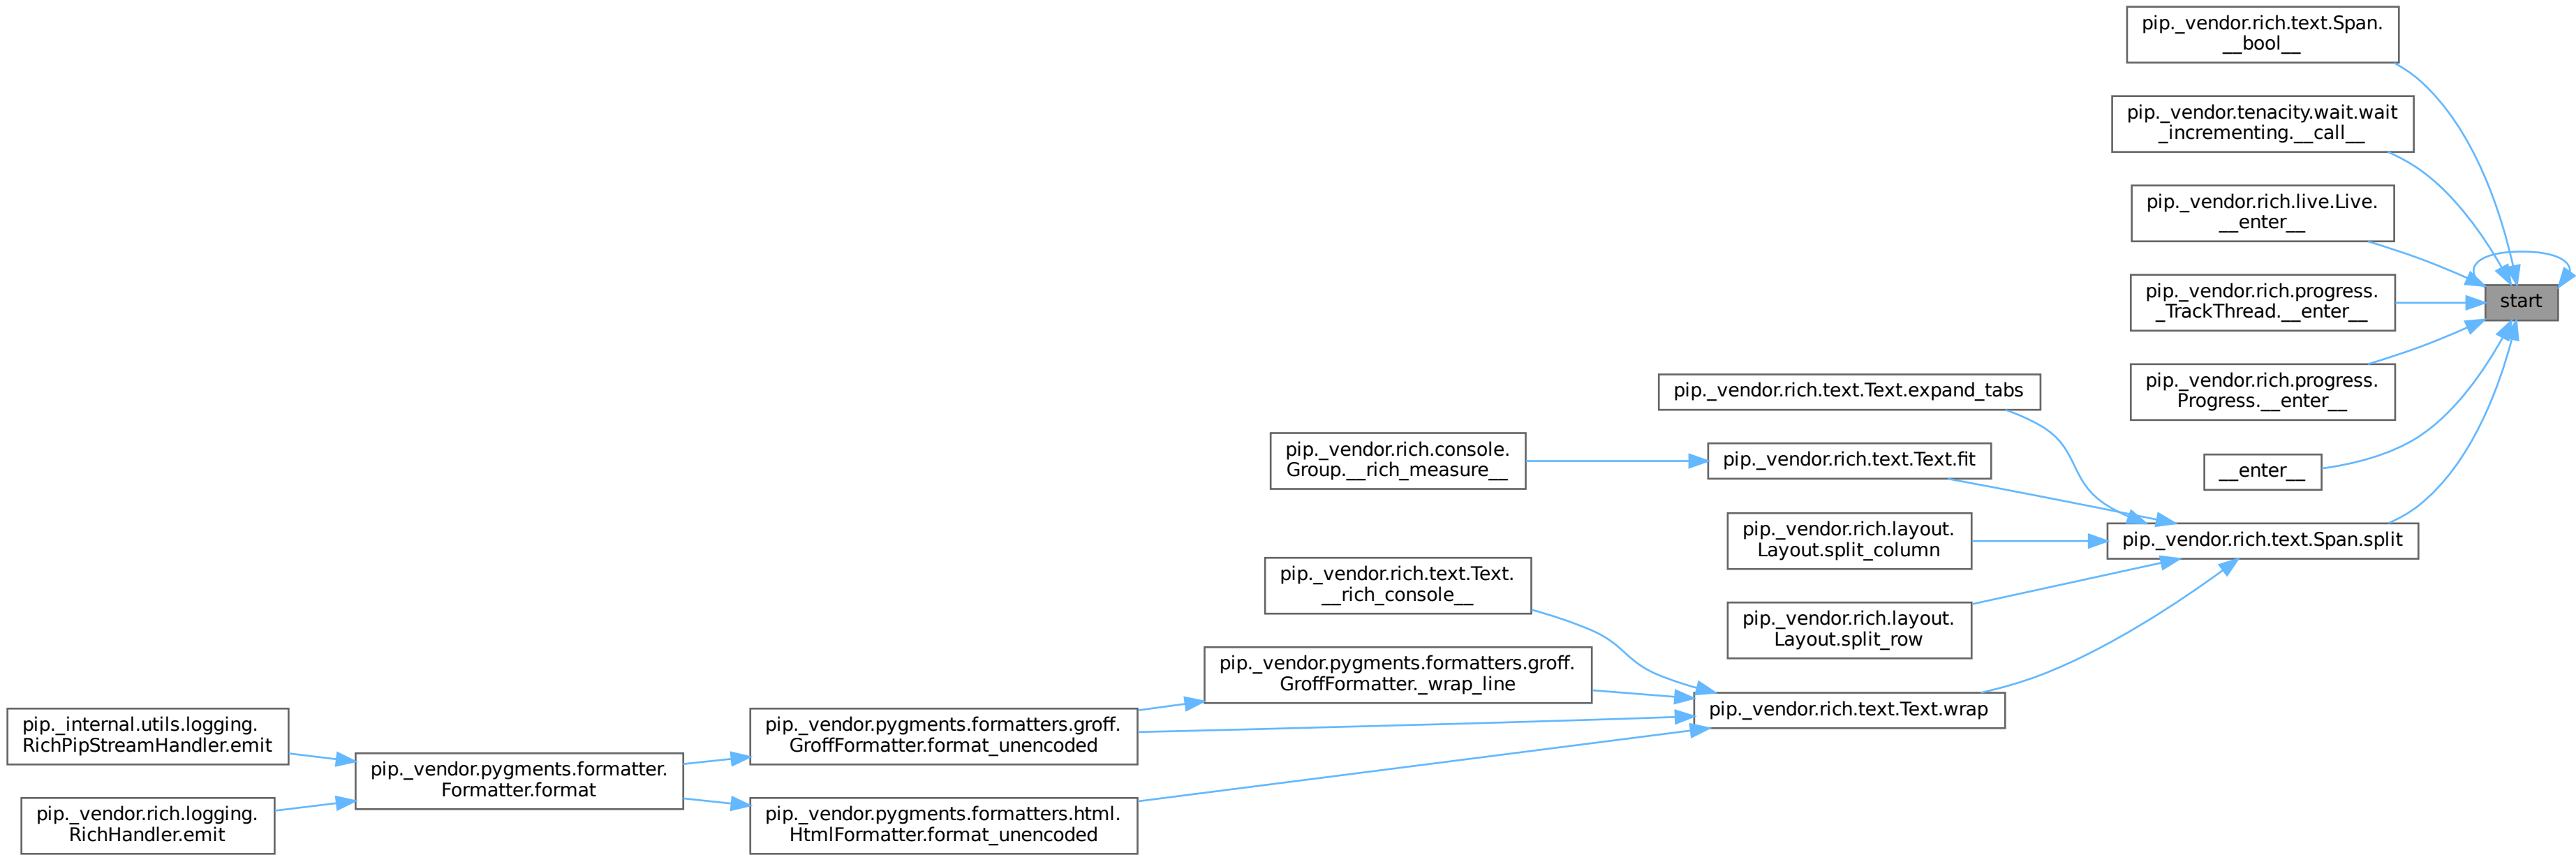 pip._vendor.rich.text.Span.
__bool__
pip._vendor.tenacity.wait.wait
_incrementing.__call__
pip._vendor.rich.live.Live.
__enter__
pip._vendor.rich.progress.
_TrackThread.__enter__
start
pip._vendor.rich.progress.
Progress.__enter__
pip._vendor.rich.text.Text.expand_tabs
pip._vendor.rich.console.
Group.__rich_measure__
pip._vendor.rich.text.Text.fit
__enter__
pip._vendor.rich.layout.
Layout.split_column
pip._vendor.rich.text.Span.split
pip._vendor.rich.text.Text.
__rich_console__
pip._vendor.rich.layout.
Layout.split_row
pip._vendor.pygments.formatters.groff.
GroffFormatter._wrap_line
pip._vendor.rich.text.Text.wrap
pip._internal.utils.logging.
RichPipStreamHandler.emit
pip._vendor.pygments.formatters.groff.
GroffFormatter.format_unencoded
pip._vendor.pygments.formatter.
Formatter.format
pip._vendor.rich.logging.
RichHandler.emit
pip._vendor.pygments.formatters.html.
HtmlFormatter.format_unencoded